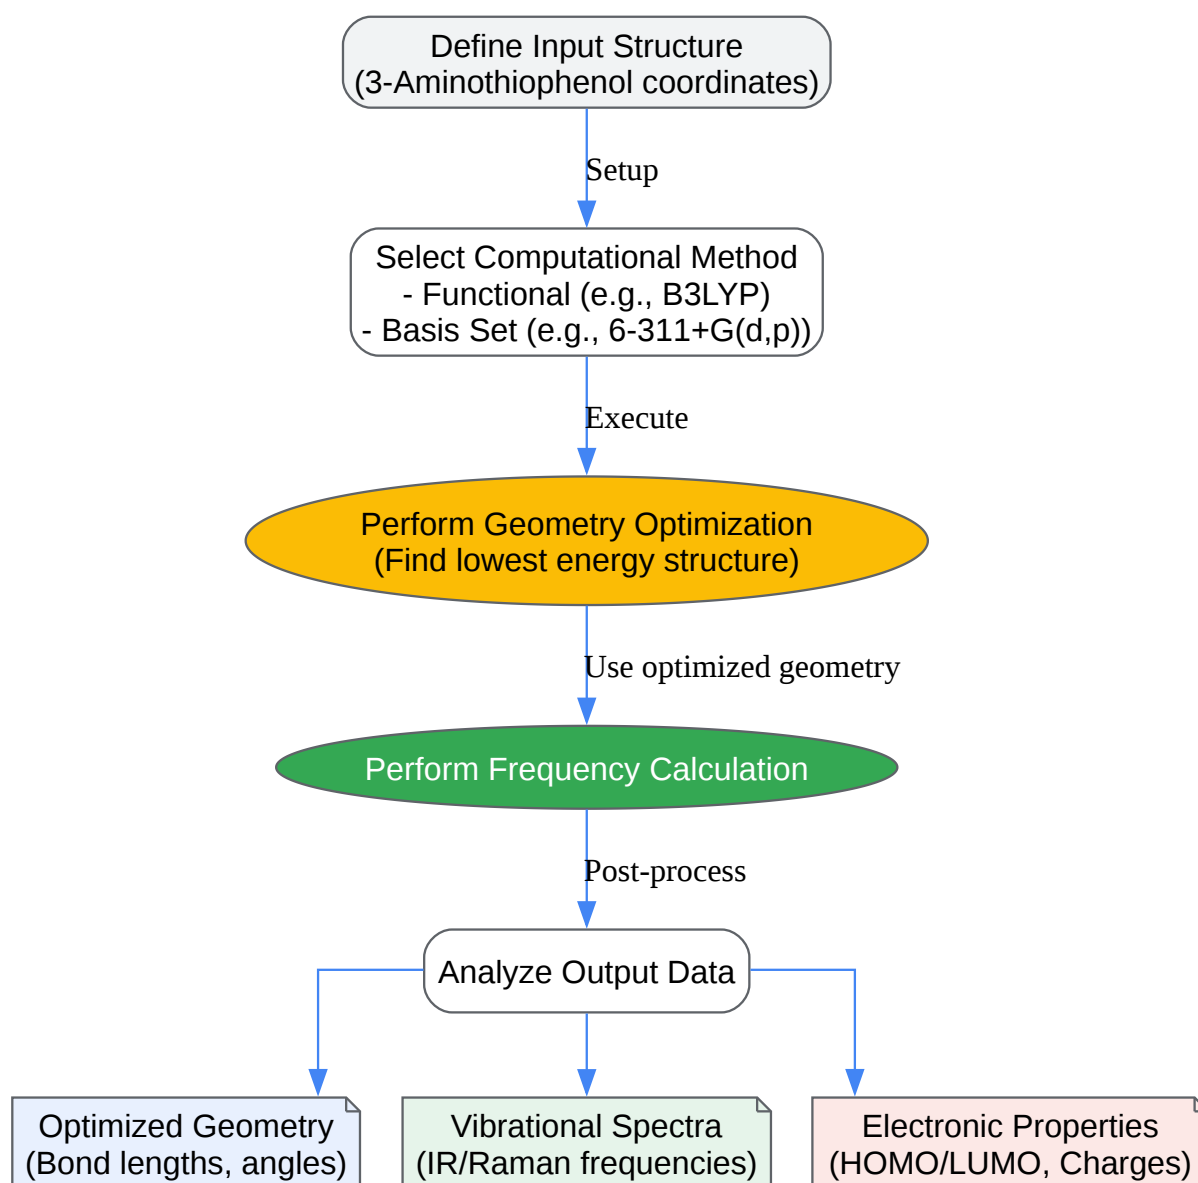 Define Input Structure
(3-Aminothiophenol coordinates)
Setup
Select Computational Method
- Functional (e.g., B3LYP)
- Basis Set (e.g., 6-311+G(d,p))
Execute
Perform Geometry Optimization
(Find lowest energy structure)
Use optimized geometry
Perform Frequency Calculation
Post-process
Analyze Output Data
Optimized Geometry
(Bond lengths, angles)
Vibrational Spectra
(IR/Raman frequencies)
Electronic Properties
(HOMO/LUMO, Charges)